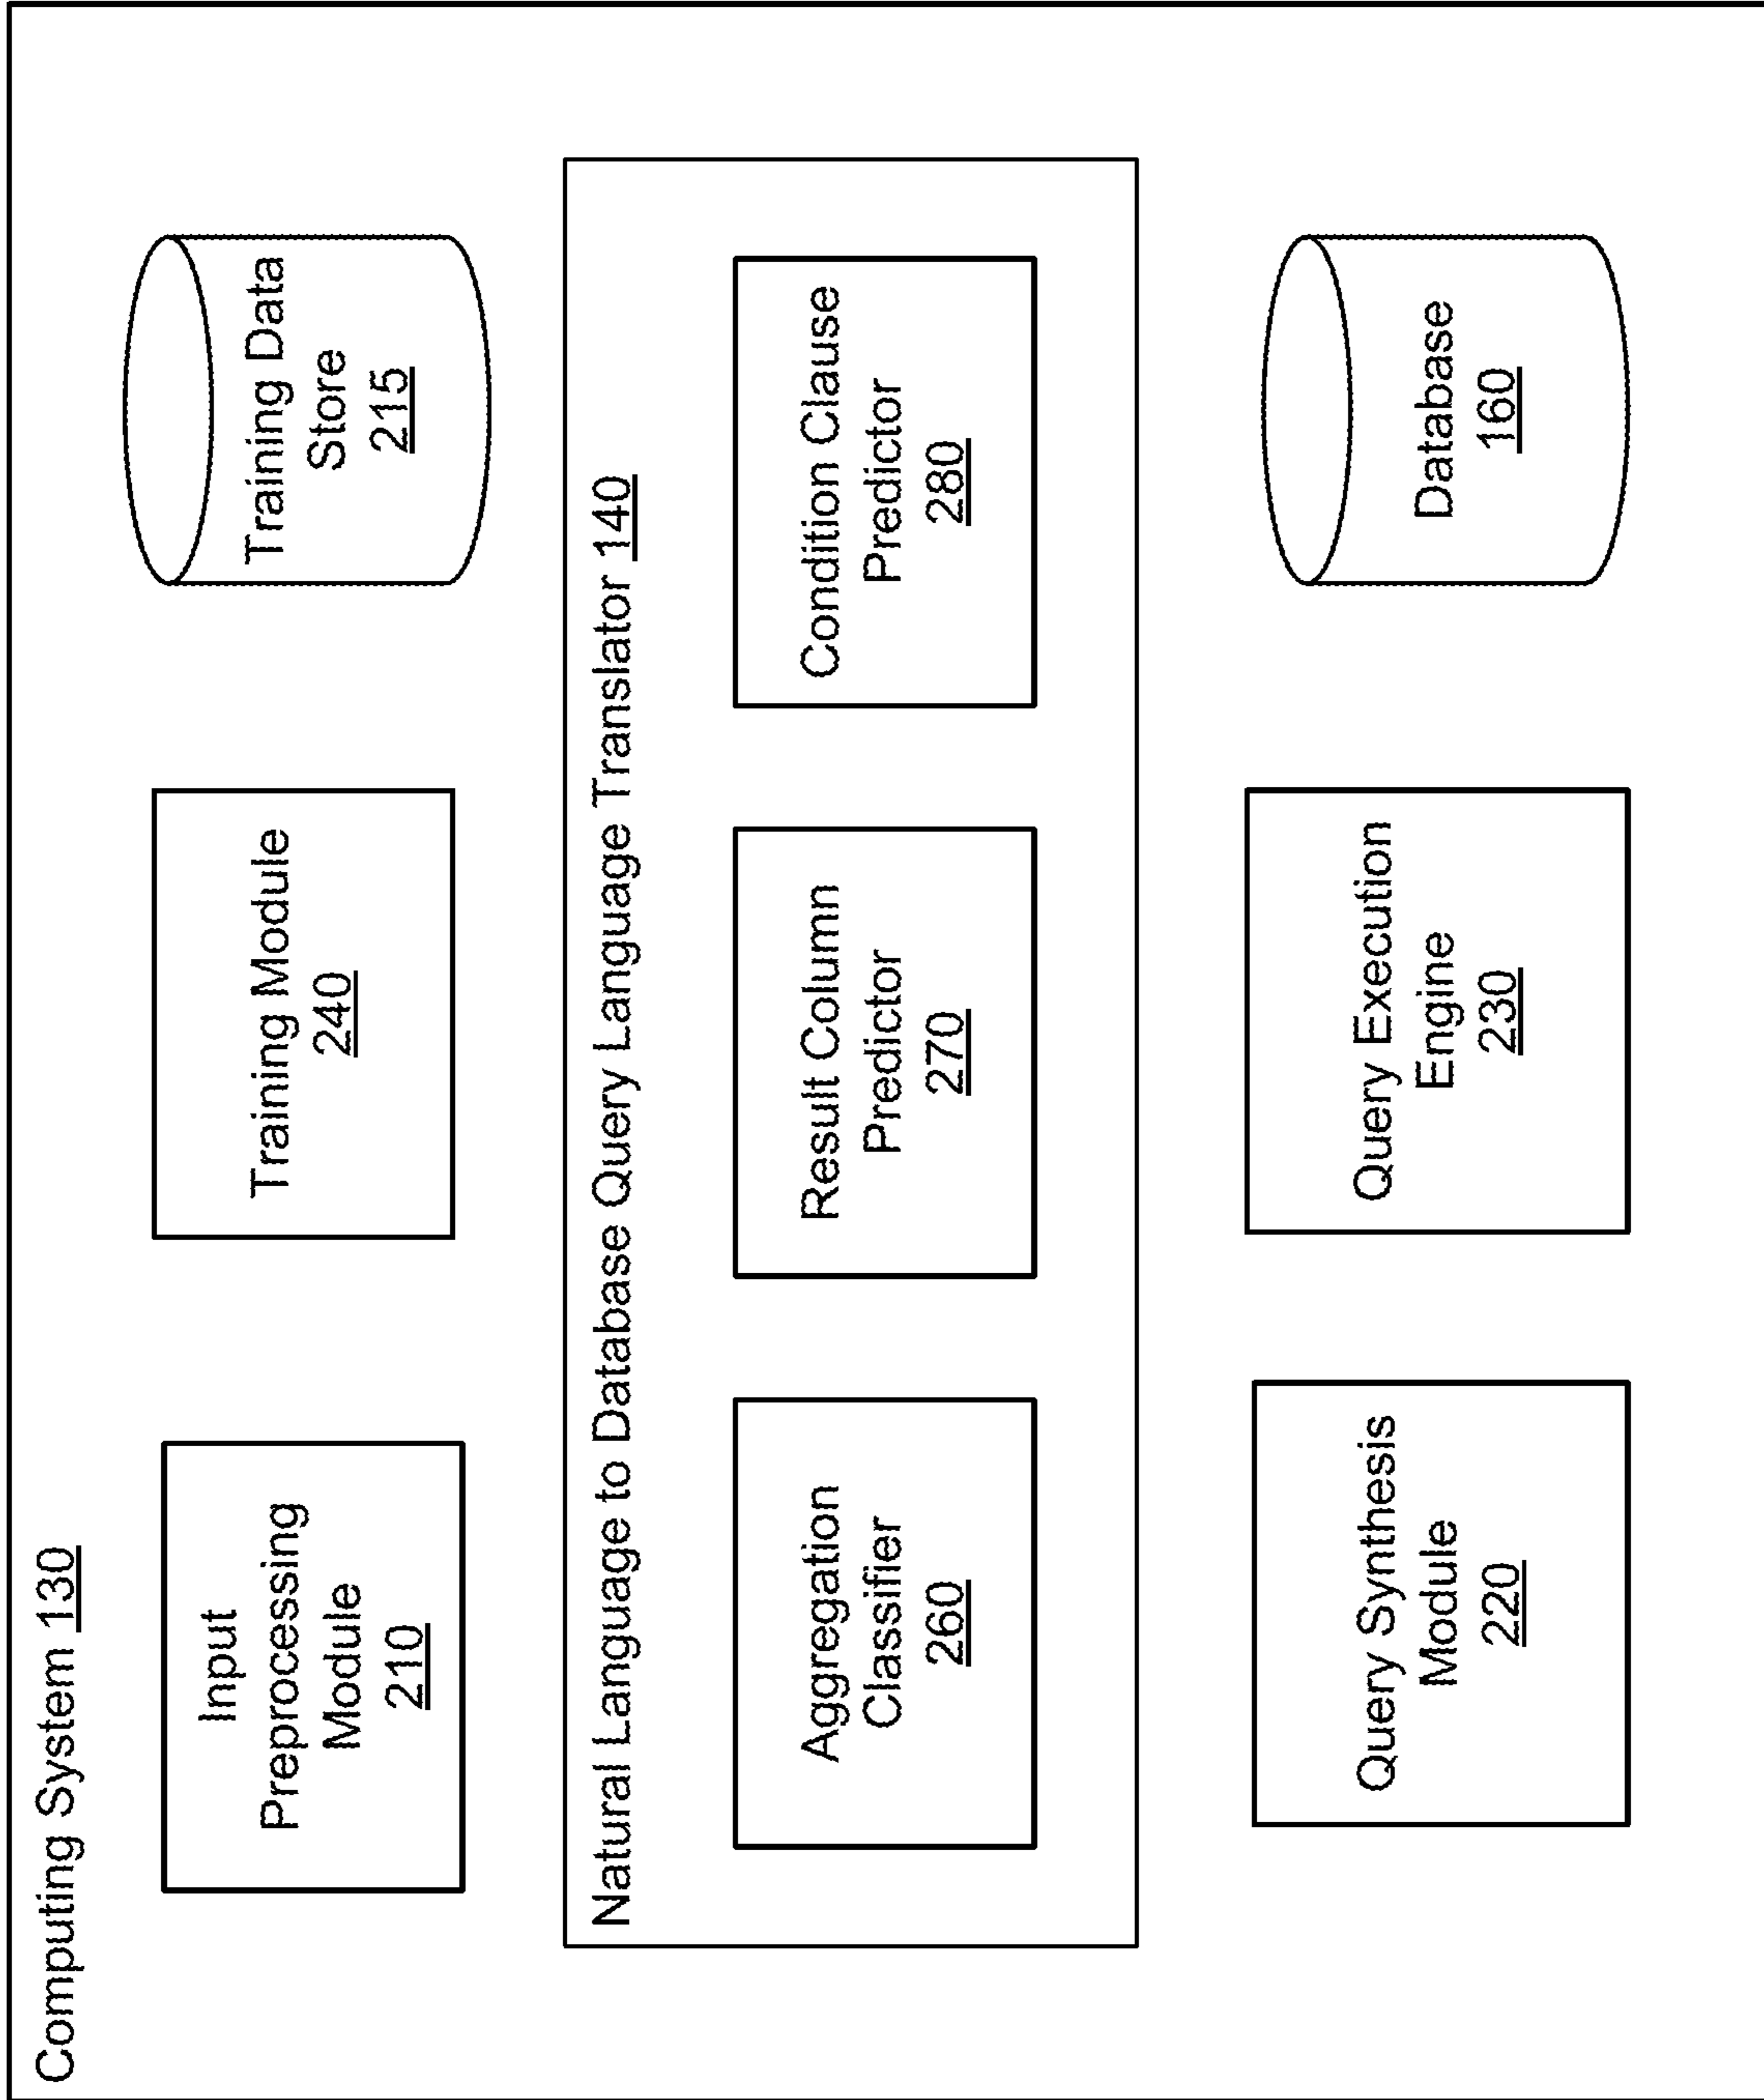 Computing System 130
Input
Preprocessing
Module
210
Training Module
240
Training Data
Store
215
Natural Language to Database Query Language Translator 140
Aggregation
Classifier
260
Result Column
Predictor
270
Condition Clause
Predictor
280
Query Synthesis
Module
220
Query Execution
Engine
230
Database
160